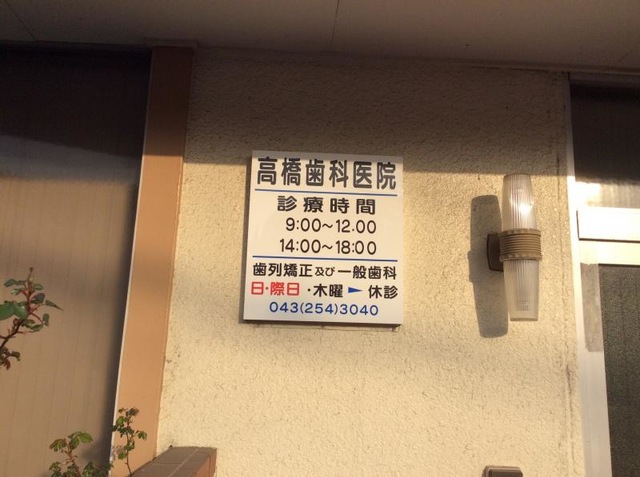 高橋歯科医院
診療時間
9:00～12.00
14:00～18:00
歯列矯正及び一般歯科
日・際日・木曜►休診
043(254)3040